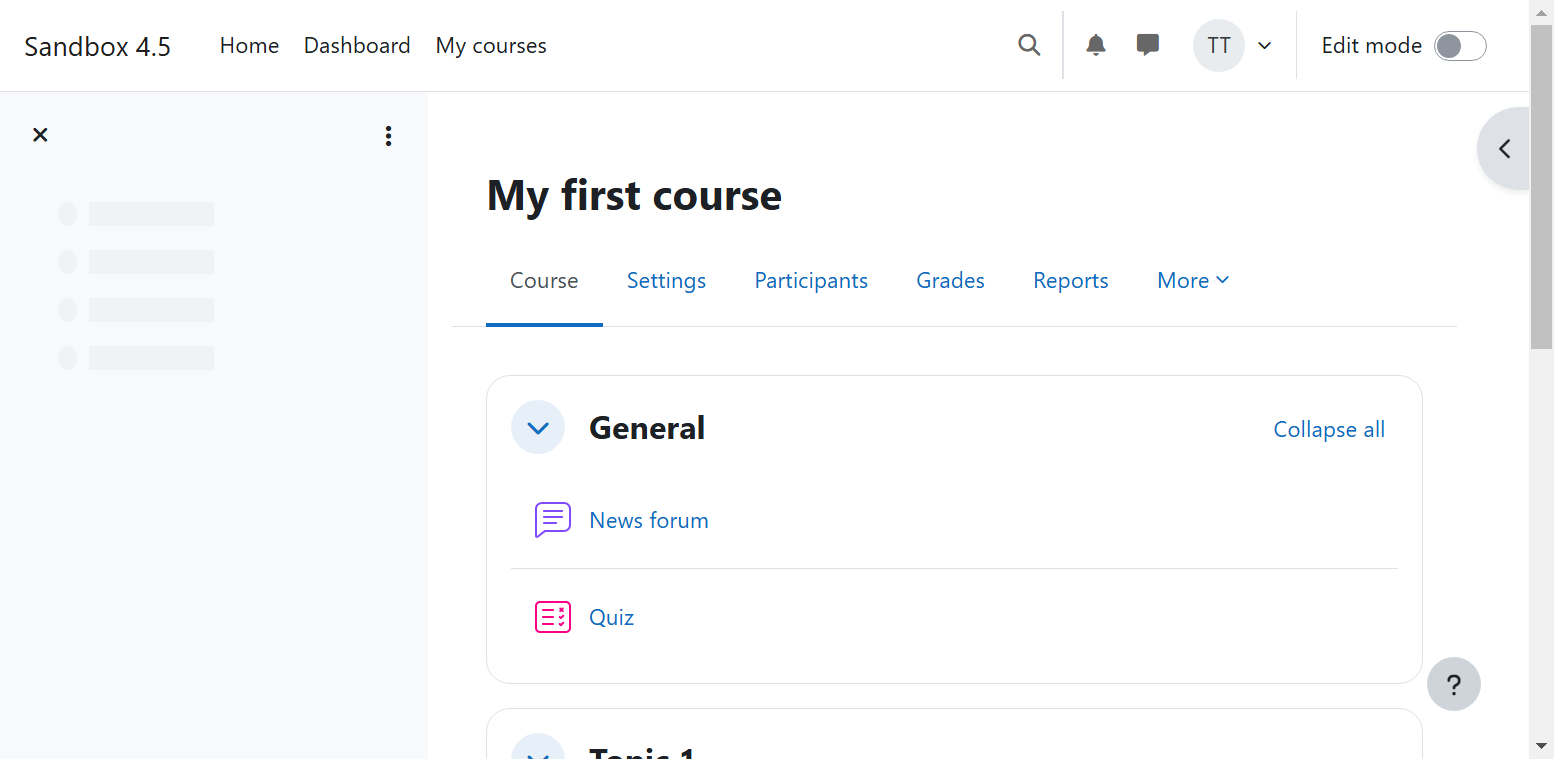 Sandbox 4.5 Home Dashboard My courses TT Edit mode
My first course
Course Settings Participants Grades Reports More
General Collapse all
News forum
Quiz
?
Topic 1